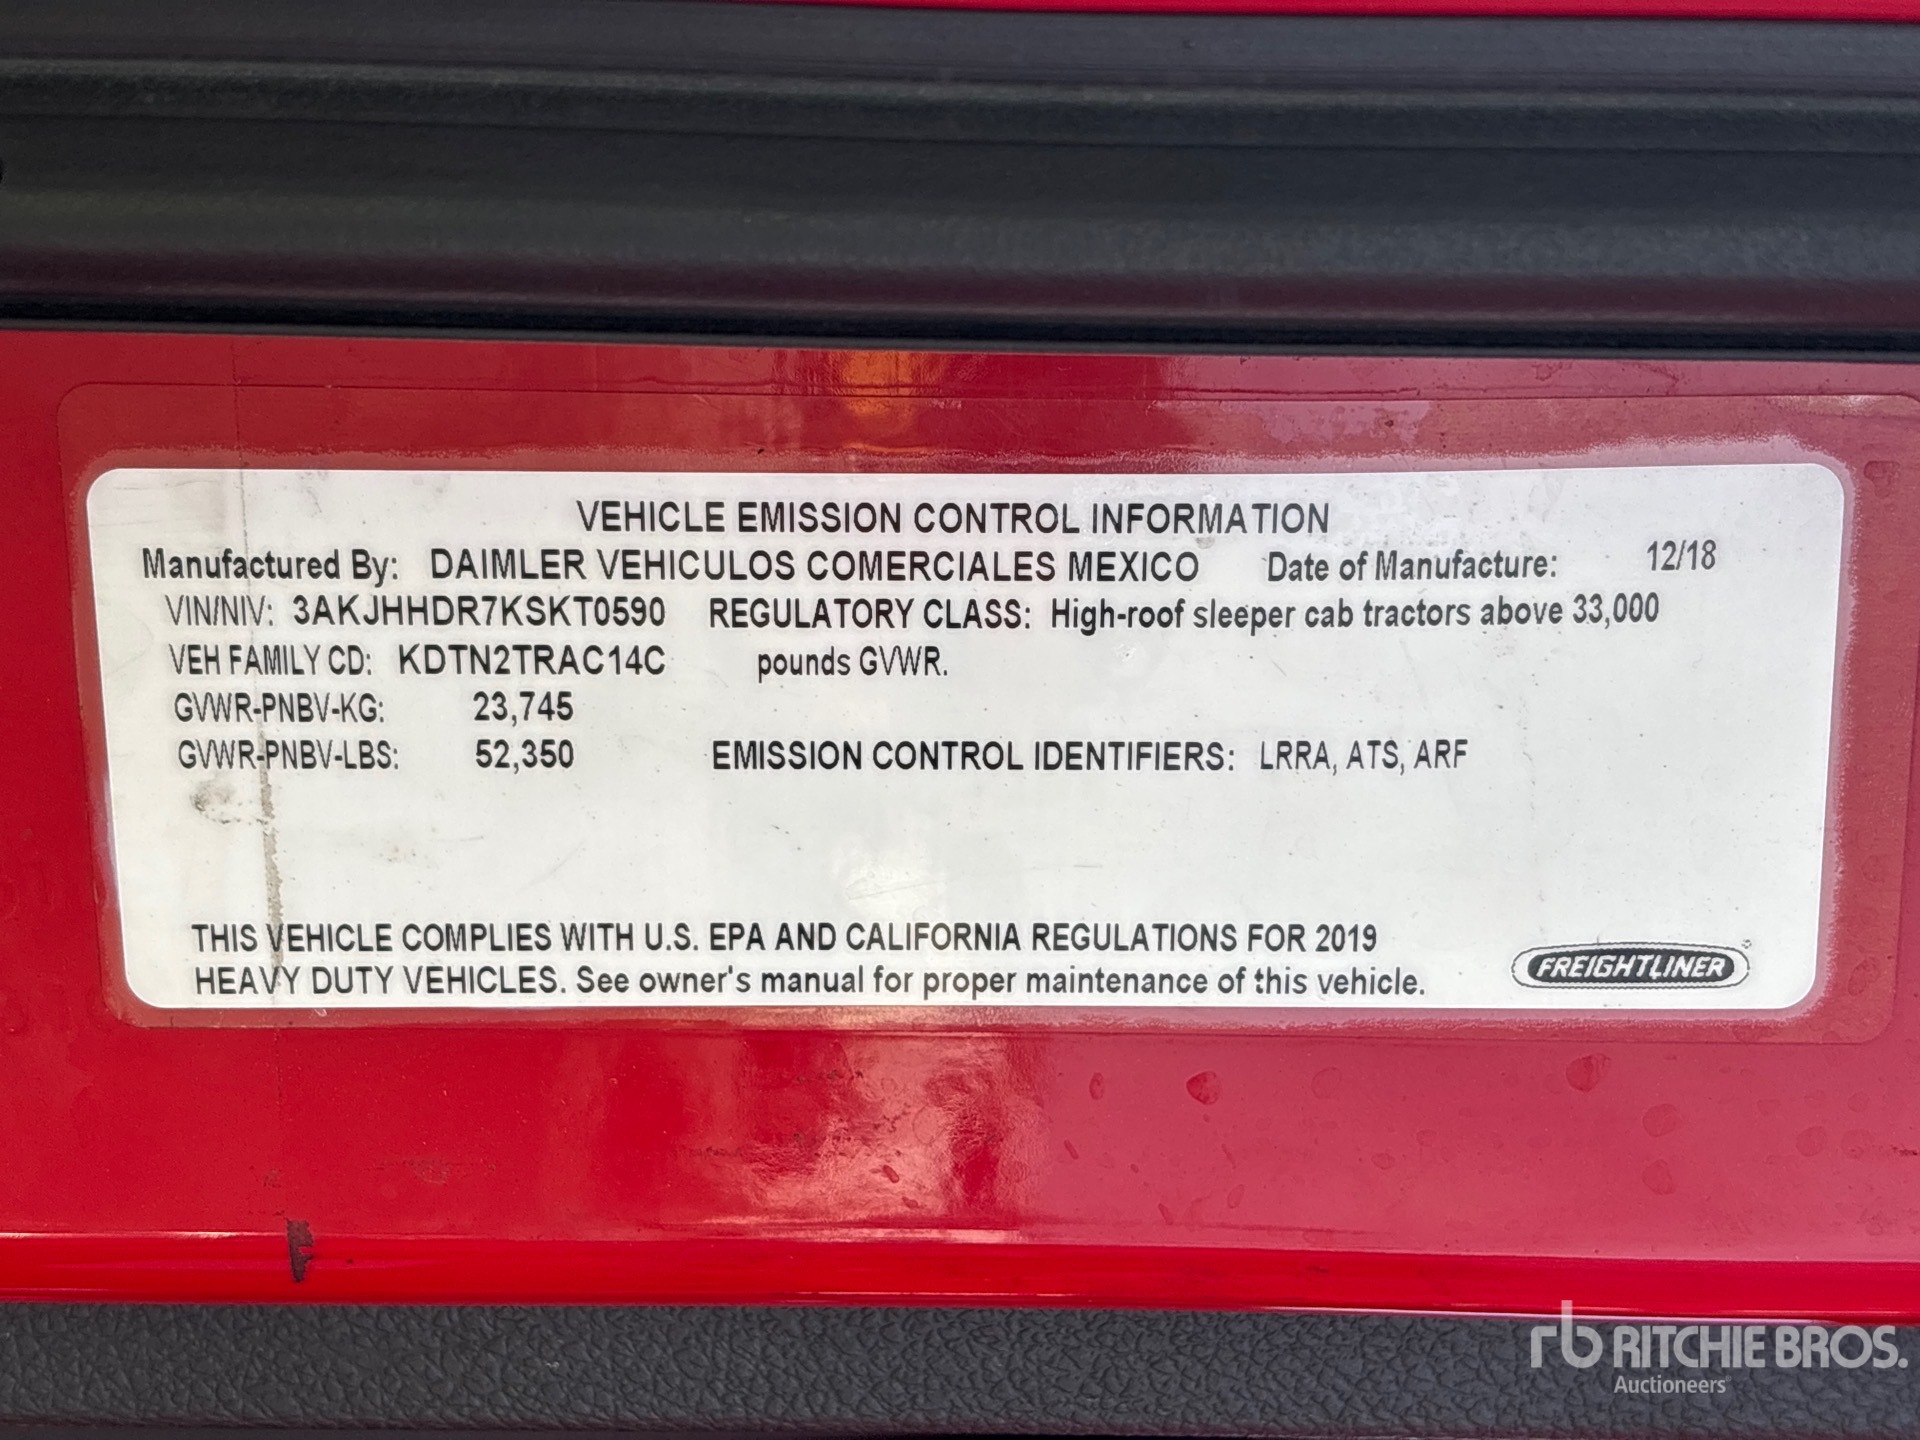 VEHICLE EMISSION CONTROL INFORMATION
Manufactured By: DAIMLER VEHICULOS COMERCIALES MEXICO Date of Manufacture: 12/18
VIN/NIV: 3AKJHHDR7KSKT0590 REGULATORY CLASS: High-roof sleeper cab tractors above 33,000
VEH FAMILY CD: KDTN2TRAC14C pounds GVWR.
GVWR-PNBV-KG: 23,745
GVWR-PNBV-LBS: 52,350 EMISSION CONTROL IDENTIFIERS: LRRA, ATS, ARF
THIS VEHICLE COMPLIES WITH U.S. EPA AND CALIFORNIA REGULATIONS FOR 2019
HEAVY DUTY VEHICLES. See owner's manual for proper maintenance of this vehicle.
FREIGHTLINER
rb RITCHIE BROS.
Auctioneers